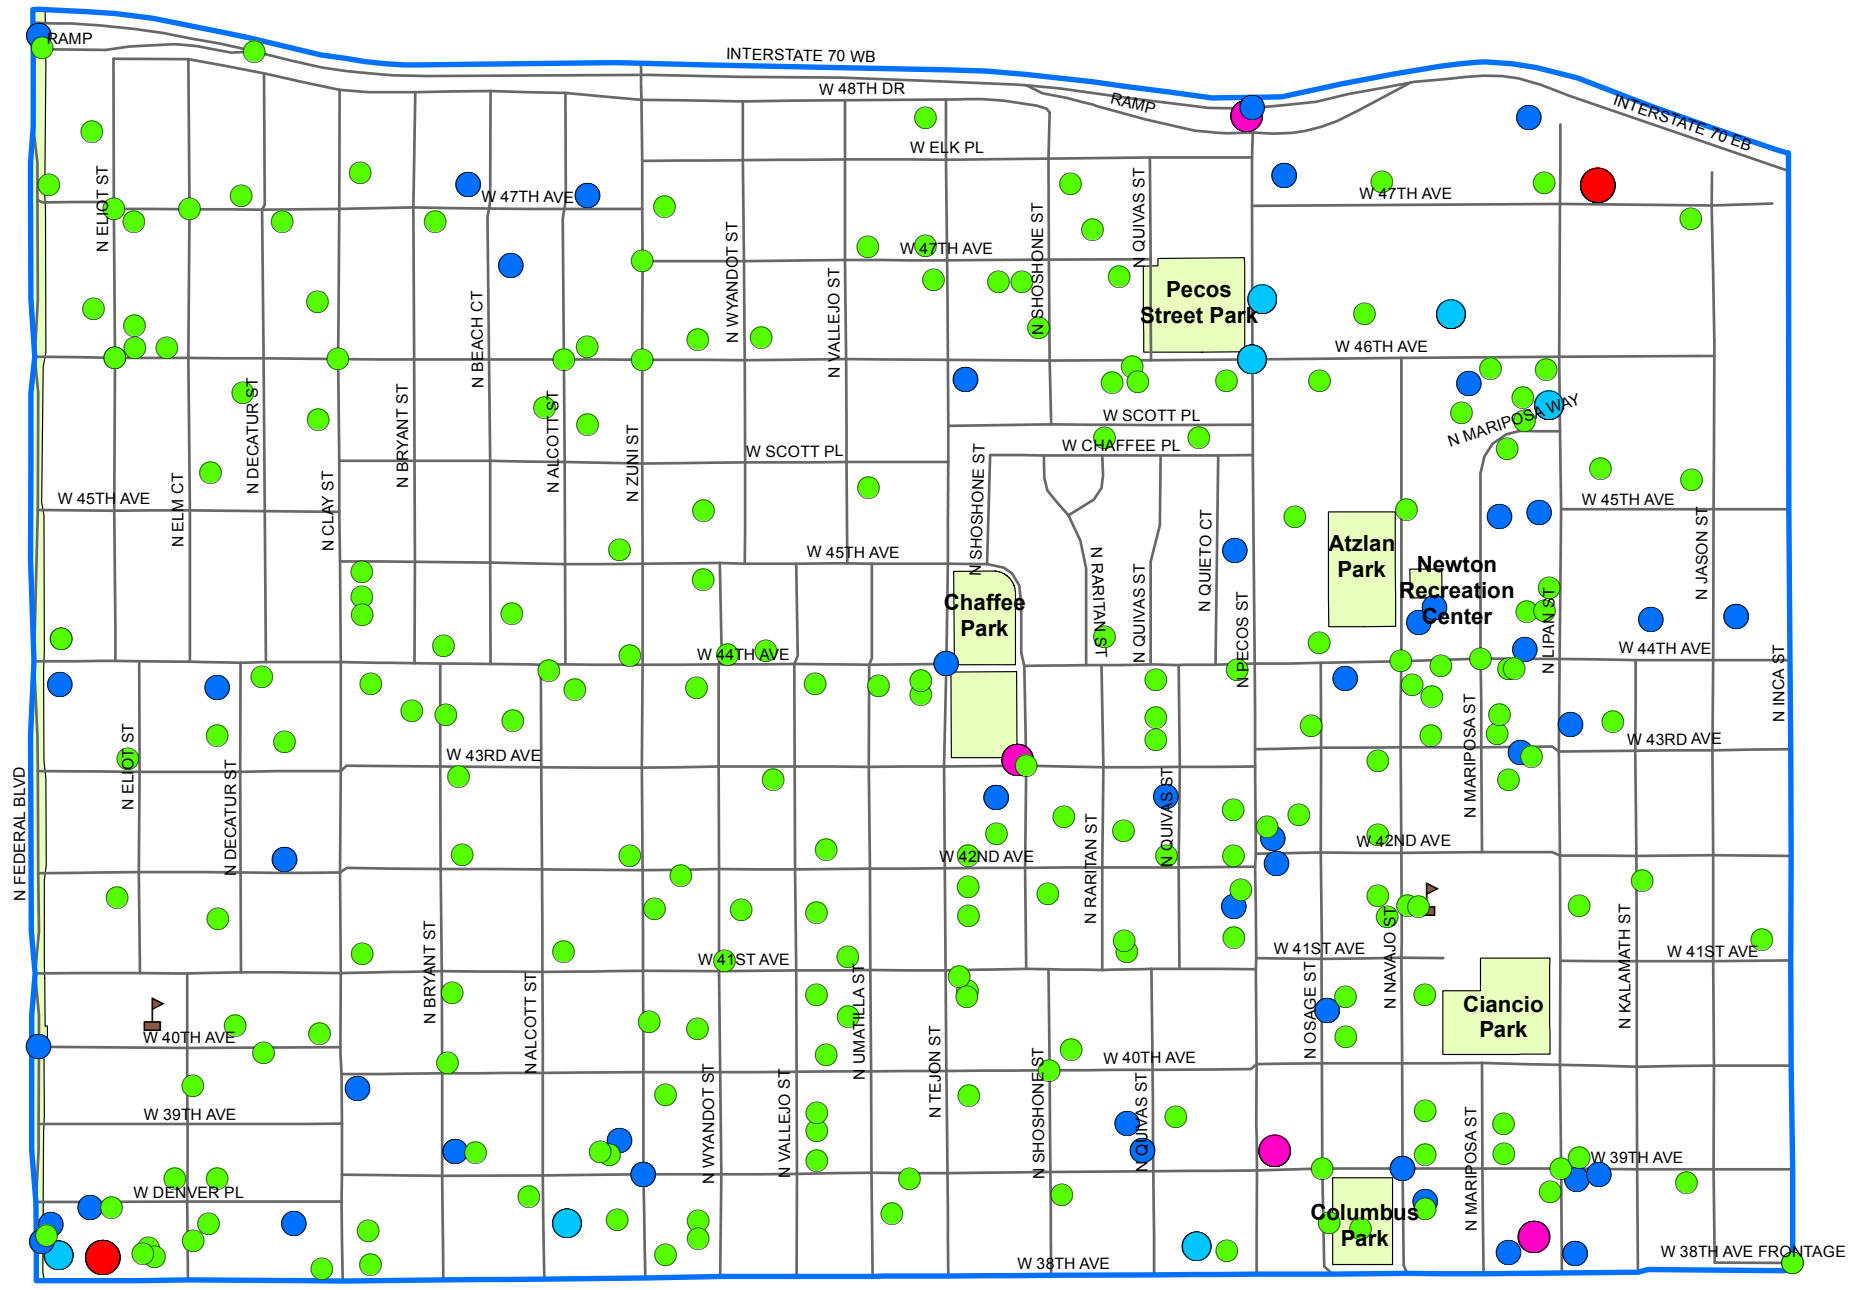 RAMP
INTERSTATE 70 WB
W 48TH DR
RAMP
INTERSTATE 70 EB
W ELK PL
N ELIOT ST
W 47TH AVE
W 47TH AVE
N QUIVAS ST
N SHOSHONE ST
N WYANDOT ST
W 47TH AVE
N VALLEJO ST
N BEACH CT
Pecos
Street Park
W 46TH AVE
N DECATUR ST
N BRYANT ST
N ALCOTT ST
W SCOTT PL
N MARIPOSA WAY
N ZUNI ST
W SCOTT PL
W CHAFFEE PL
W 45TH AVE
N ELM CT
N CLAY ST
N SHOSHONE ST
W 45TH AVE
N JASON ST
W 45TH AVE
N RARITAN ST
N QUIVAS ST
N QUIETO CT
Atzlan
Park
Newton
Recreation
Center
Chaffee
Park
N PECOS ST
N LIPAN ST
W 44TH AVE
W 44TH AVE
N INCA ST
N ELIOT ST
N DECATUR ST
W 43RD AVE
N MARIPOSA ST
W 43RD AVE
N QUIVAS ST
N FEDERAL BLVD
W 42ND AVE
N RARITAN ST
W 42ND AVE
N BRYANT ST
W 41ST AVE
N NAVAJO ST
W 41ST AVE
N KALAMATH ST
W 41ST AVE
N ALCOTT ST
N UMATILLA ST
N OSAGE ST
Ciancio
Park
W 40TH AVE
N TEJON ST
N SHOSHONE ST
W 40TH AVE
N WYANDOT ST
N VALLEJO ST
N QUIVAS ST
W 39TH AVE
N MARIPOSA ST
W 39TH AVE
W DENVER PL
Columbus
Park
W 38TH AVE
W 38TH AVE FRONTAGE